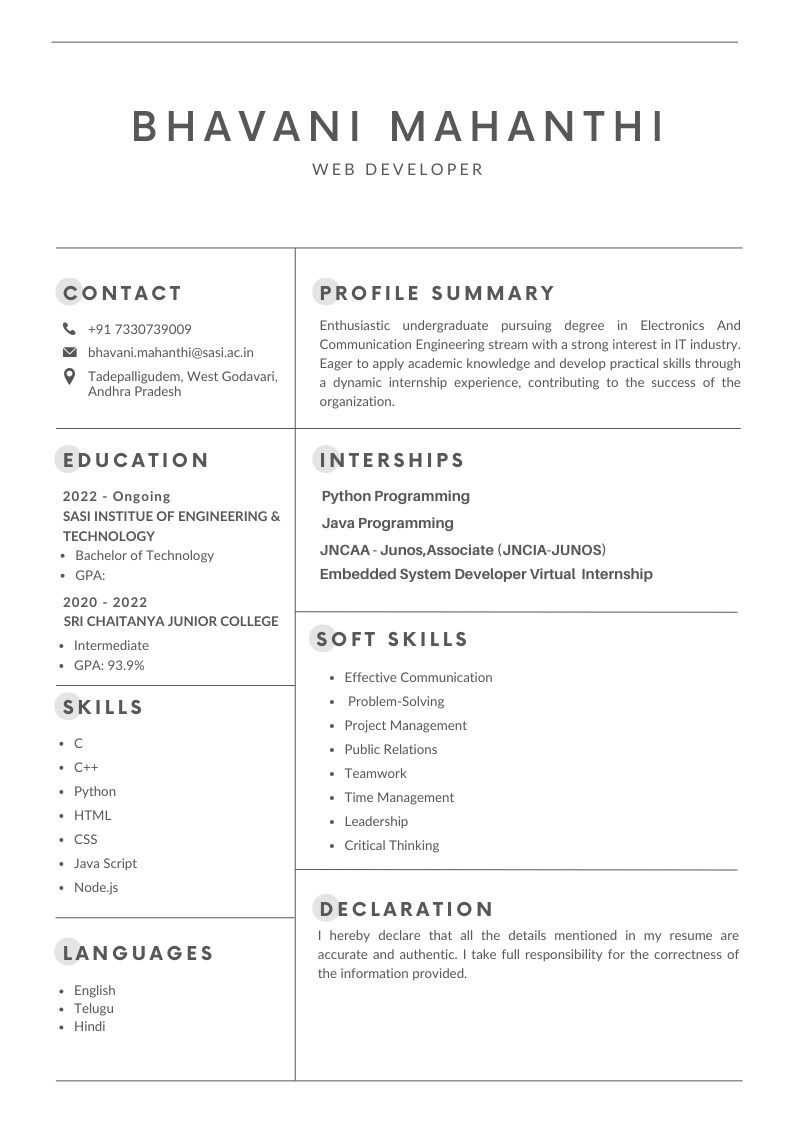 BHAVANI MAHANTHI
WEB DEVELOPER
CONTACT
+91 7330739009
bhavani.mahanthi@sasi.ac.in
Tadepalligudem, West Godavari,
Andhra Pradesh
EDUCATION
2022 - Ongoing
SASI INSTITUE OF ENGINEERING &
TECHNOLOGY
• Bachelor of Technology
• GPA:
2020 - 2022
SRI CHAITANYA JUNIOR COLLEGE
• Intermediate
• GPA: 93.9%
SKILLS
• C
• C++
• Python
• HTML
• CSS
• Java Script
• Node.js
LANGUAGES
• English
• Telugu
• Hindi
PROFILE SUMMARY
Enthusiastic undergraduate pursuing degree in Electronics And
Communication Engineering stream with a strong interest in IT industry.
Eager to apply academic knowledge and develop practical skills through
a dynamic internship experience, contributing to the success of the
organization.
INTERSHIPS
Python Programming
Java Programming
JNCAA - Junos,Associate (JNCIA-JUNOS)
Embedded System Developer Virtual Internship
SOFT SKILLS
• Effective Communication
• Problem-Solving
• Project Management
• Public Relations
• Teamwork
• Time Management
• Leadership
• Critical Thinking
DECLARATION
I hereby declare that all the details mentioned in my resume are
accurate and authentic. I take full responsibility for the correctness of
the information provided.